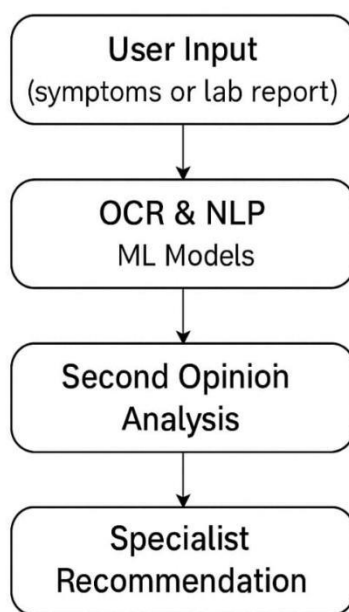 User Input
(symptoms or lab report)
OCR & NLP
ML Models
Second Opinion
Analysis
Specialist
Recommendation